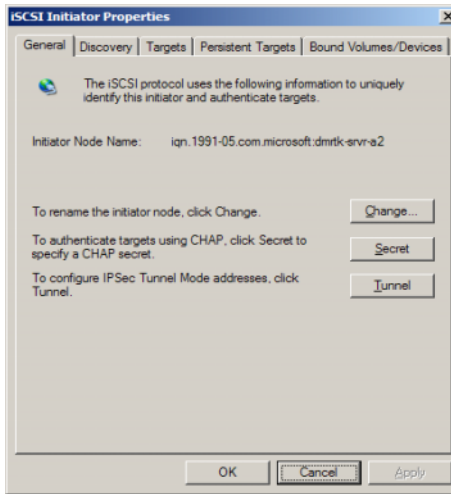 iSCSI Initiator Properties
General Discovery Targets Persistent Targets Bound Volumes/Devices
The iSCSI protocol uses the following information to uniquely
identify this initiator and authenticate targets.
Initiator Node Name: iqn.1991-05.com.microsoft:dmrtk-srvr-a2
To rename the initiator node, click Change.
Change...
To authenticate targets using CHAP, click Secret to
specify a CHAP secret.
Secret
To configure IPSec Tunnel Mode addresses, click
Tunnel.
Tunnel
OK Cancel Apply